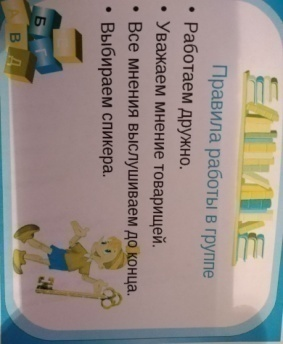 Правила работы в группе
• Работаем дружно.
• Уважаем мнение товарищей.
• Все мнения выслушиваем до конца.
• Выбираем спикера.
Б
А
В